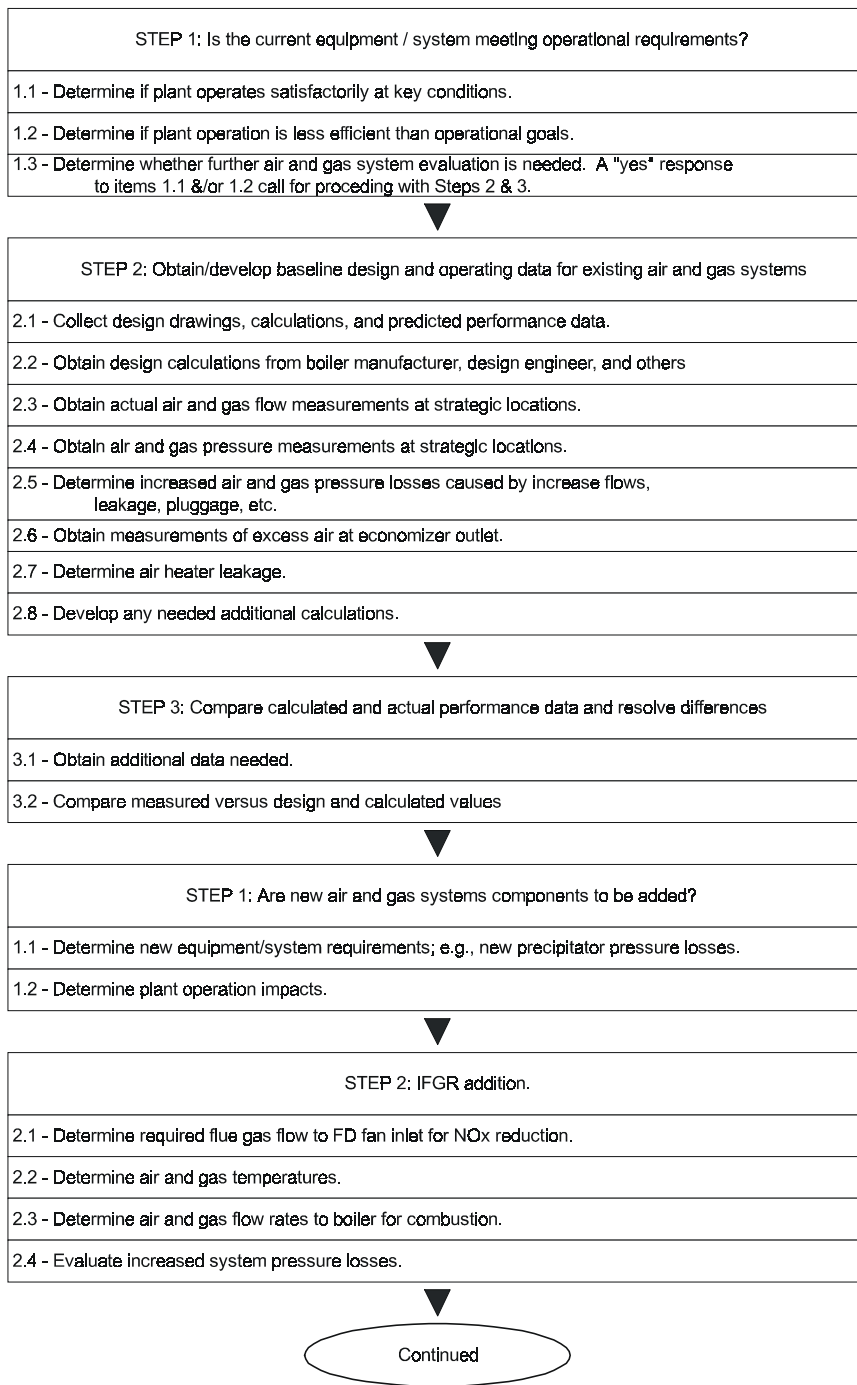 STEP 1: Is the current equipment / system meeting operational requirements?
1.1 - Determine if plant operates satisfactorily at key conditions.
1.2 - Determine if plant operation is less efficient than operational goals.
1.3 - Determine whether further air and gas system evaluation is needed. A "yes" response
to items 1.1 &/or 1.2 call for proceding with Steps 2 & 3.
STEP 2: Obtain/develop baseline design and operating data for existing air and gas systems
2.1 - Collect design drawings, calculations, and predicted performance data.
2.2 - Obtain design calculations from boiler manufacturer, design engineer, and others
2.3 - Obtain actual air and gas flow measurements at strategic locations.
2.4 - Obtain air and gas pressure measurements at strategic locations.
2.5 - Determine increased air and gas pressure losses caused by increase flows,
leakage, pluggage, etc.
2.6 - Obtain measurements of excess air at economizer outlet.
2.7 - Determine air heater leakage.
2.8 - Develop any needed additional calculations.
STEP 3: Compare calculated and actual performance data and resolve differences
3.1 - Obtain additional data needed.
3.2 - Compare measured versus design and calculated values
STEP 1: Are new air and gas systems components to be added?
1.1 - Determine new equipment/system requirements; e.g., new precipitator pressure losses.
1.2 - Determine plant operation impacts.
STEP 2: IFGR addition.
2.1 - Determine required flue gas flow to FD fan inlet for NOx reduction.
2.2 - Determine air and gas temperatures.
2.3 - Determine air and gas flow rates to boiler for combustion.
2.4 - Evaluate increased system pressure losses.
Continued